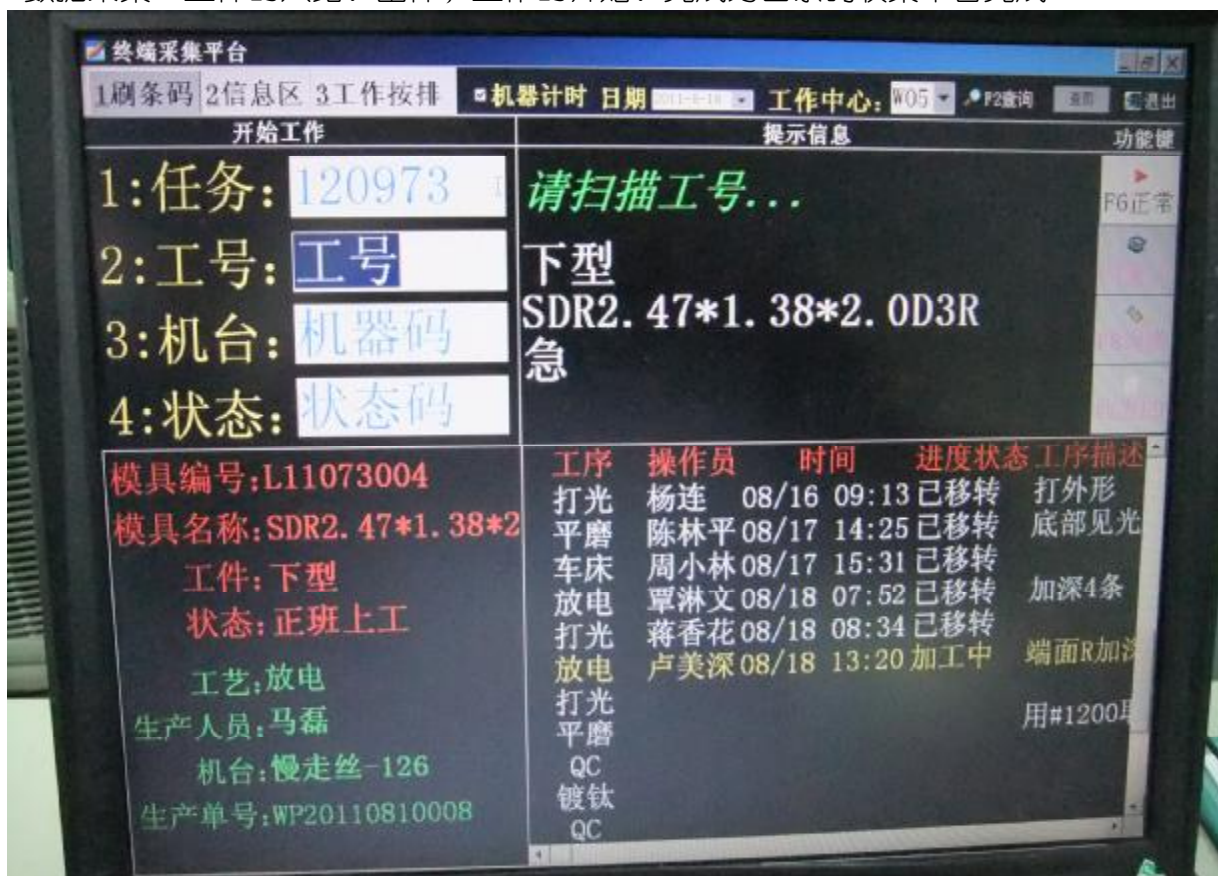 终端采集平台
1刷条码 2信息区 3工作按排 机器计时 日期 工作中心: W05 F2查询 退出
开始工作 提示信息 功能键
1:任务: 120973
2:工号: 工号
3:机台: 机器码
4:状态: 状态码
请扫描工号...
下型
SDR2.47*1.38*2.0D3R
急
F6正常
模具编号:L11073004
模具名称:SDR2.47*1.38*2
工件:下型
状态:正班上工
工艺:放电
生产人员:马磊
机台:慢走丝-126
生产单号:WP20110810008
工序 操作员 时间 进度状态 工序描述
打光 杨连 08/16 09:13 已移转 打外形
平磨 陈林平 08/17 14:25 已移转 底部见光
车床 周小林 08/17 15:31 已移转
放电 覃淋文 08/18 07:52 已移转 加深4条
打光 蒋香花 08/18 08:34 已移转
放电 卢美深 08/18 13:20 加工中 端面R加
打光
平磨 用#1200
QC
镀钛
QC